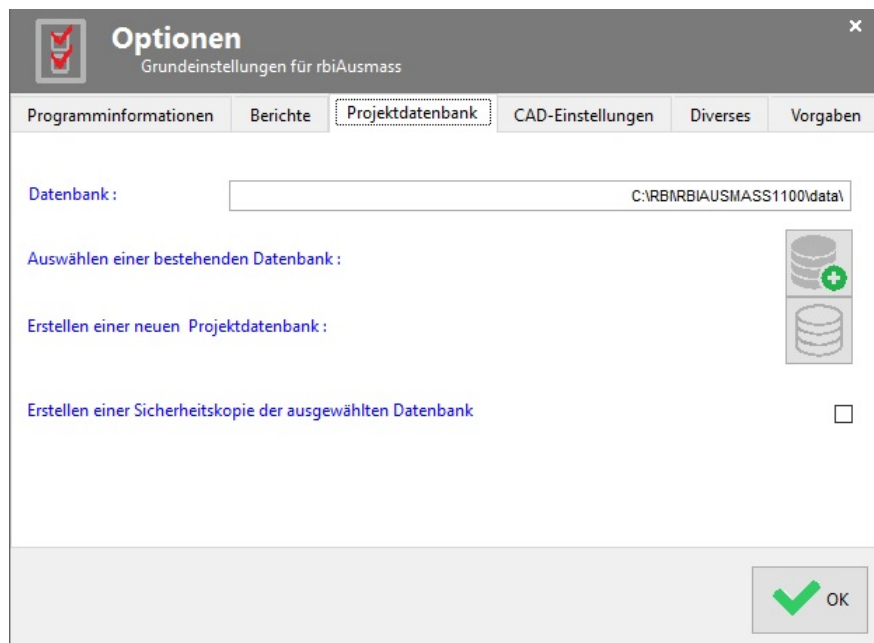 Optionen
Grundeinstellungen für rbiAusmass
Programminformationen Berichte Projektdatenbank CAD-Einstellungen Diverses Vorgaben
Datenbank :
C:\RBI\RBIAUSMASS1100\data\
Auswählen einer bestehenden Datenbank :
Erstellen einer neuen Projektdatenbank :
Erstellen einer Sicherheitskopie der ausgewählten Datenbank
OK